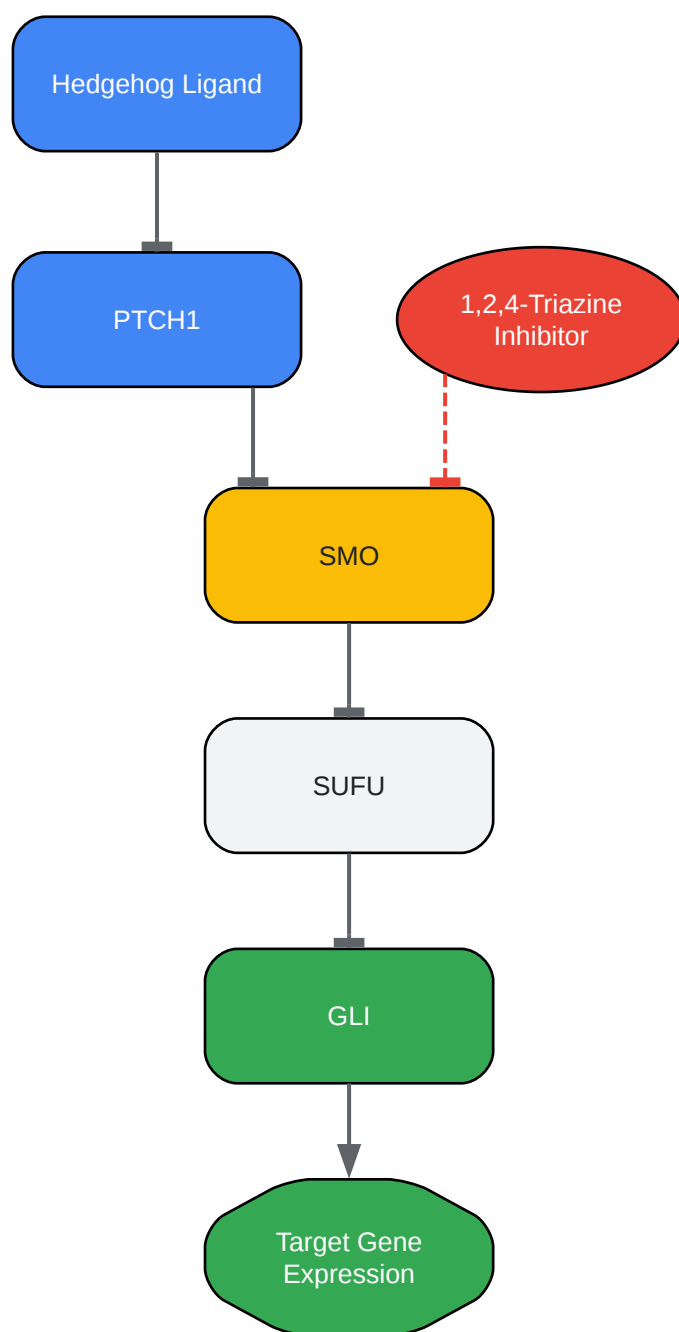 Hedgehog Ligand
PTCH1
1,2,4-Triazine
Inhibitor
SMO
SUFU
GLI
Target Gene
Expression